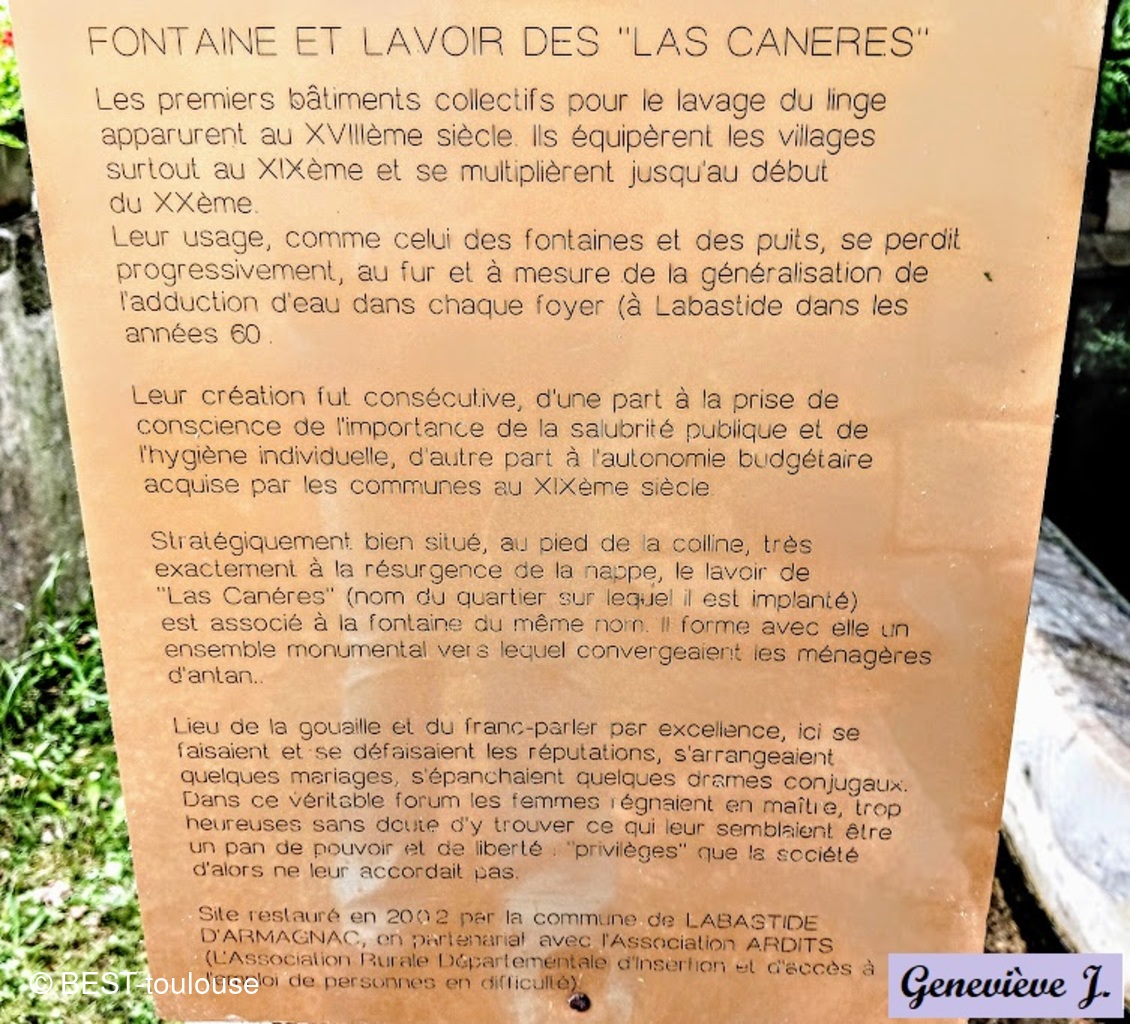 FONTAINE ET LAVOIR DES "LAS CANERES"
Les premiers bâtiments collectifs pour le lavage du linge
apparurent au XVIIIème siècle. Ils équipèrent les villages
surtout au XIXème et se multiplièrent jusqu'au début
du XXème.
Leur usage, comme celui des fontaines et des puits, se perdit
progressivement, au fur et à mesure de la généralisation de
l'adduction d'eau dans chaque foyer (à Labastide dans les
années 60 .
Leur création fut consécutive, d'une part à la prise de
conscience de l'importance de la salubrité publique et de
l'hygiène individuelle, d'autre part à l'autonomie budgétaire
acquise par les communes au XIXème siècle.
Stratégiquement bien situé, au pied de la colline, très
exactement à la résurgence de la nappe, le lavoir de
"Las Canéres" (nom du quartier sur lequel il est implanté)
est associé à la fontaine du même nom. Il forme avec elle un
ensemble monumental vers lequel convergeaient les ménagères
d'antan..
Lieu de la gouaille et du franc-parler par excellence, ici se
faisaient et se défaisaient les réputations, s'arrangeaient
quelques mariages, s'épanchaient quelques drames conjugaux.
Dans ce véritable forum les femmes régnaient en maître, trop
heureuses sans doute d'y trouver ce qui leur semblaient être
un pan de pouvoir et de liberté : "privilèges" que la société
d'alors ne leur accordait pas.
Site restauré en 2002 par la commune de LABASTIDE
D'ARMAGNAC, en partenariat avec l'Association ARDITS
(L'Association Rurale Départementale d'Insertion et d'accès à
l'emploi de personnes en difficulté)
© BEST-toulouse
Geneviève J.